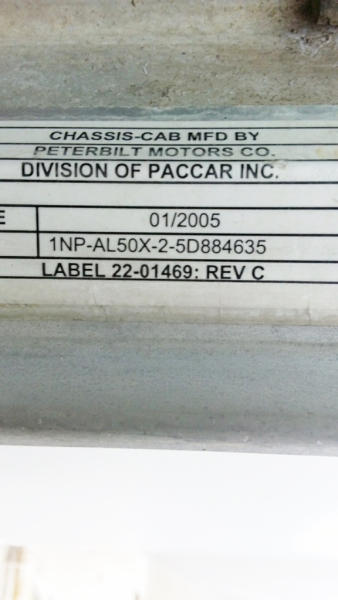 CHASSIS-CAB MFD BY
PETERBILT MOTORS CO.
DIVISION OF PACCAR INC.
E 01/2005
1NP-AL50X-2-5D884635
LABEL 22-01469: REV C